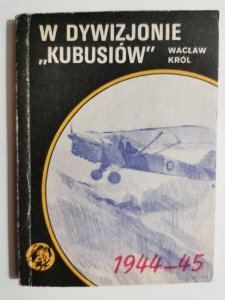 W DYWIZJONIE
„KUBUSIÓW” WACŁAW
KRÓL
1944–45